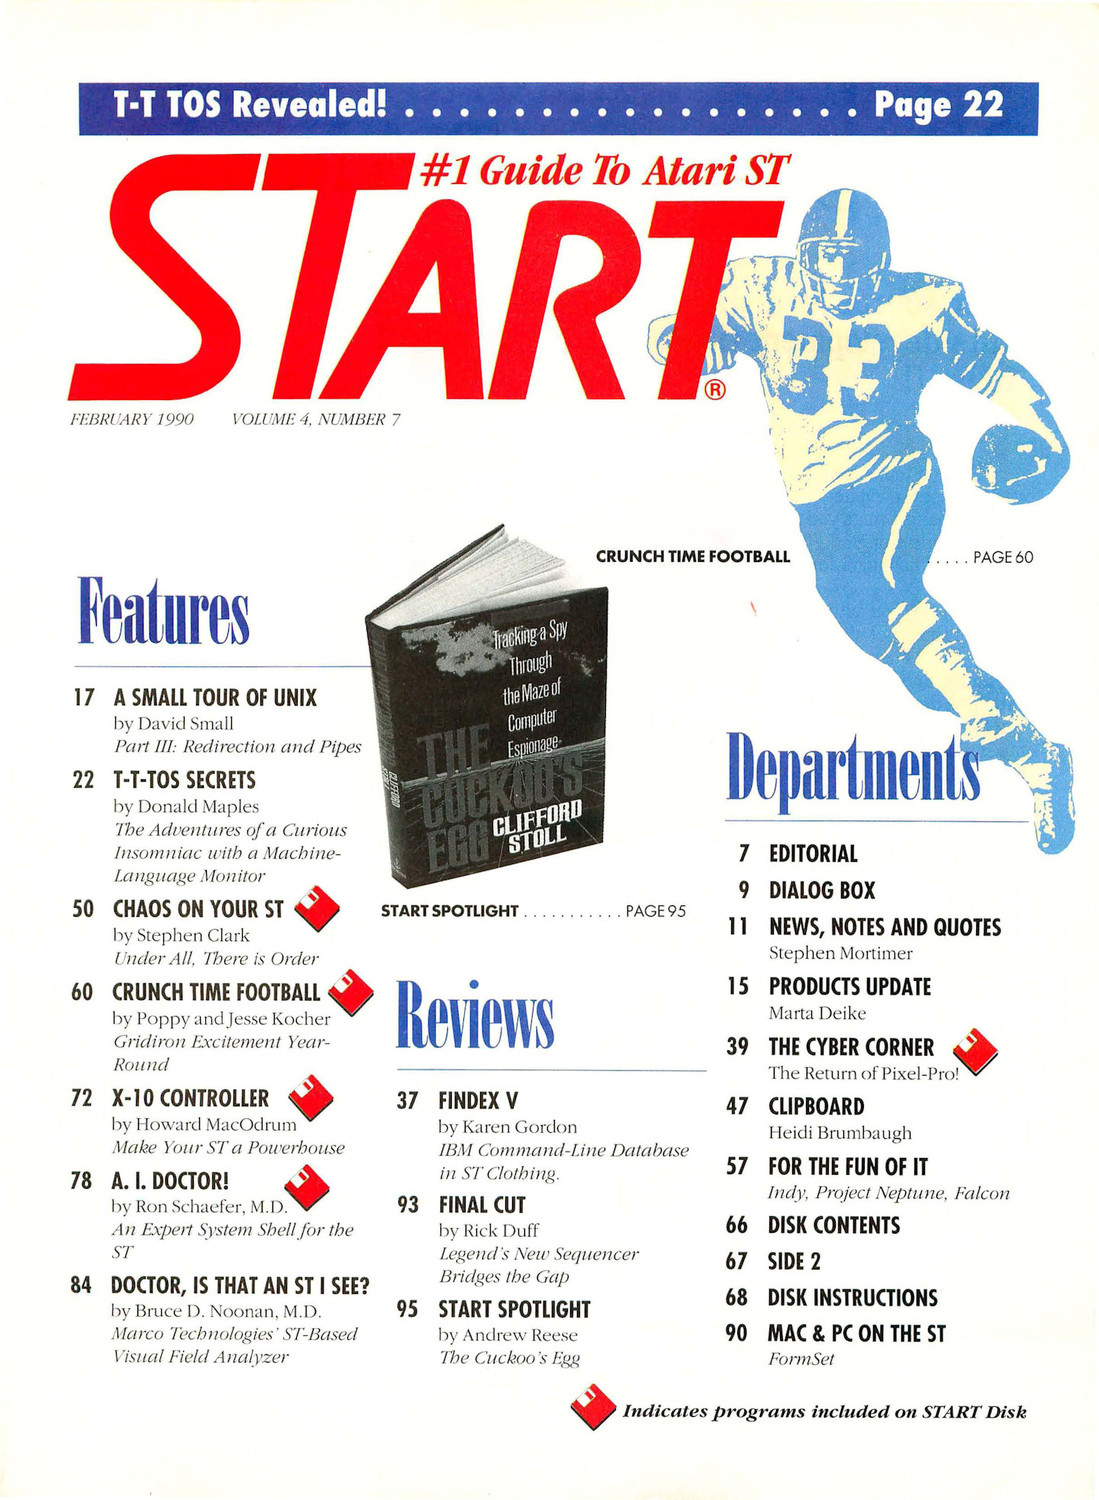 T-T TOS Revealed! . . . . . . . . . . . . . . . . . Page 22
#1 Guide To Atari ST
START®
FEBRUARY 1990 VOLUME 4, NUMBER 7
33
CRUNCH TIME FOOTBALL ..... PAGE 60
Tracking a Spy
Through
the Maze of
Computer
Espionage
THE
CUCKOO'S
EGG
CLIFFORD
STOLL
START SPOTLIGHT ........... PAGE 95
Features
17 A SMALL TOUR OF UNIX
by David Small
Part III: Redirection and Pipes
22 T-T-TOS SECRETS
by Donald Maples
The Adventures of a Curious
Insomniac with a Machine-
Language Monitor
50 CHAOS ON YOUR ST
by Stephen Clark
Under All, There is Order
60 CRUNCH TIME FOOTBALL
by Poppy and Jesse Kocher
Gridiron Excitement Year-
Round
72 X-10 CONTROLLER
by Howard MacOdrum
Make Your ST a Powerhouse
78 A. I. DOCTOR!
by Ron Schaefer, M.D.
An Expert System Shell for the
ST
84 DOCTOR, IS THAT AN ST I SEE?
by Bruce D. Noonan, M.D.
Marco Technologies' ST-Based
Visual Field Analyzer
Reviews
37 FINDEX V
by Karen Gordon
IBM Command-Line Database
in ST Clothing.
93 FINAL CUT
by Rick Duff
Legend's New Sequencer
Bridges the Gap
95 START SPOTLIGHT
by Andrew Reese
The Cuckoo's Egg
Departments
7 EDITORIAL
9 DIALOG BOX
11 NEWS, NOTES AND QUOTES
Stephen Mortimer
15 PRODUCTS UPDATE
Marta Deike
39 THE CYBER CORNER
The Return of Pixel-Pro!
47 CLIPBOARD
Heidi Brumbaugh
57 FOR THE FUN OF IT
Indy, Project Neptune, Falcon
66 DISK CONTENTS
67 SIDE 2
68 DISK INSTRUCTIONS
90 MAC & PC ON THE ST
FormSet
Indicates programs included on START Disk